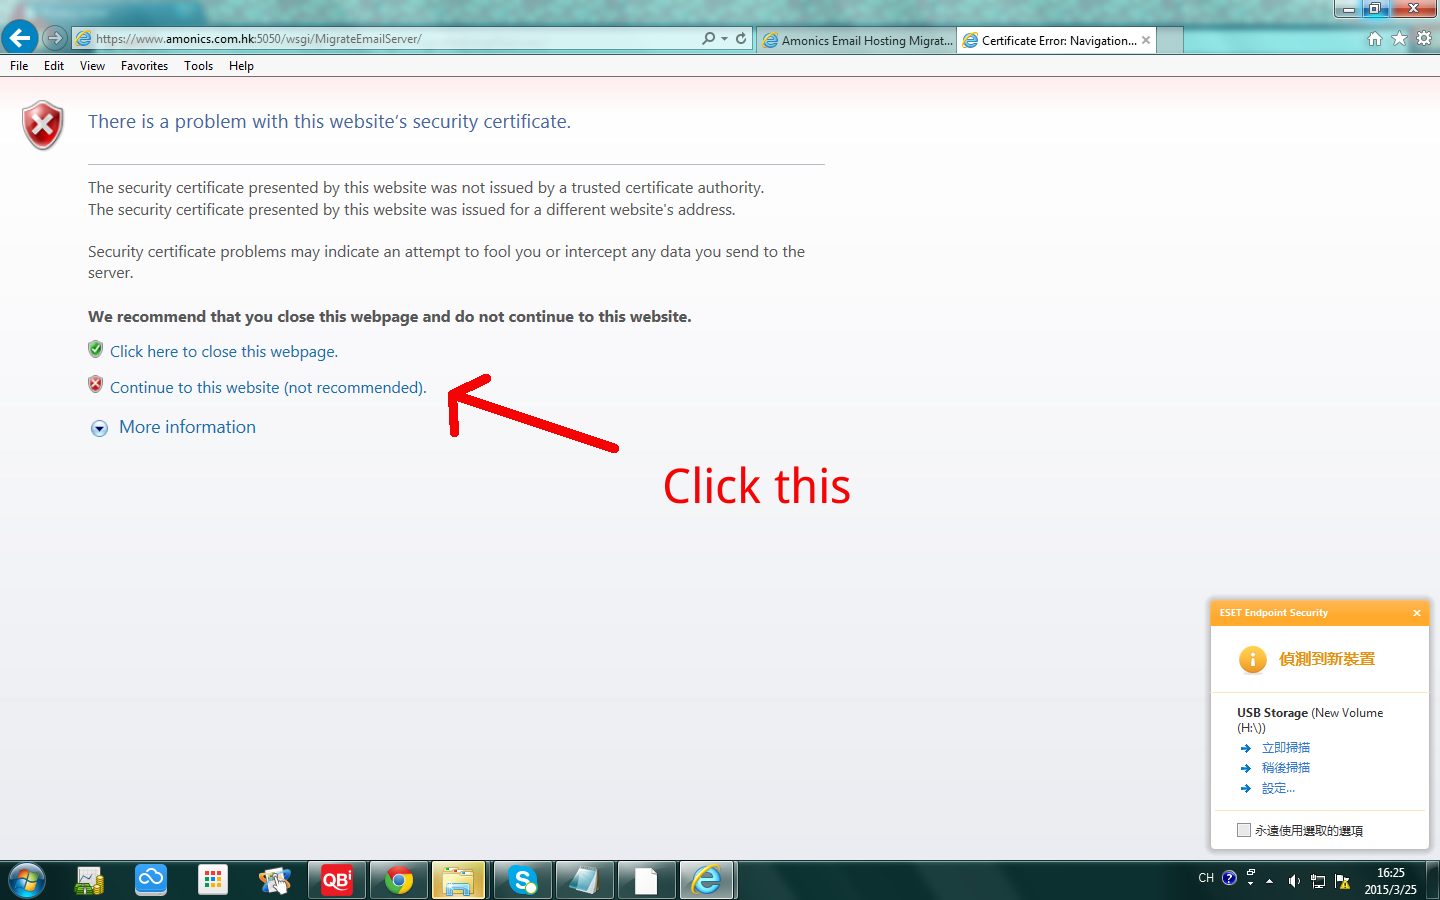 https://www.amonics.com.hk:5050/wsgi/MigrateEmailServer/
Amonics Email Hosting Migrat...
Certificate Error: Navigation...
File Edit View Favorites Tools Help
There is a problem with this website's security certificate.
The security certificate presented by this website was not issued by a trusted certificate authority.
The security certificate presented by this website was issued for a different website's address.
Security certificate problems may indicate an attempt to fool you or intercept any data you send to the
server.
We recommend that you close this webpage and do not continue to this website.
Click here to close this webpage.
Continue to this website (not recommended).
More information
Click this
ESET Endpoint Security
偵測到新裝置
USB Storage (New Volume
(H:\))
立即掃描
稍後掃描
設定...
永遠使用選取的選項
QBi
CH
16:25
2015/3/25